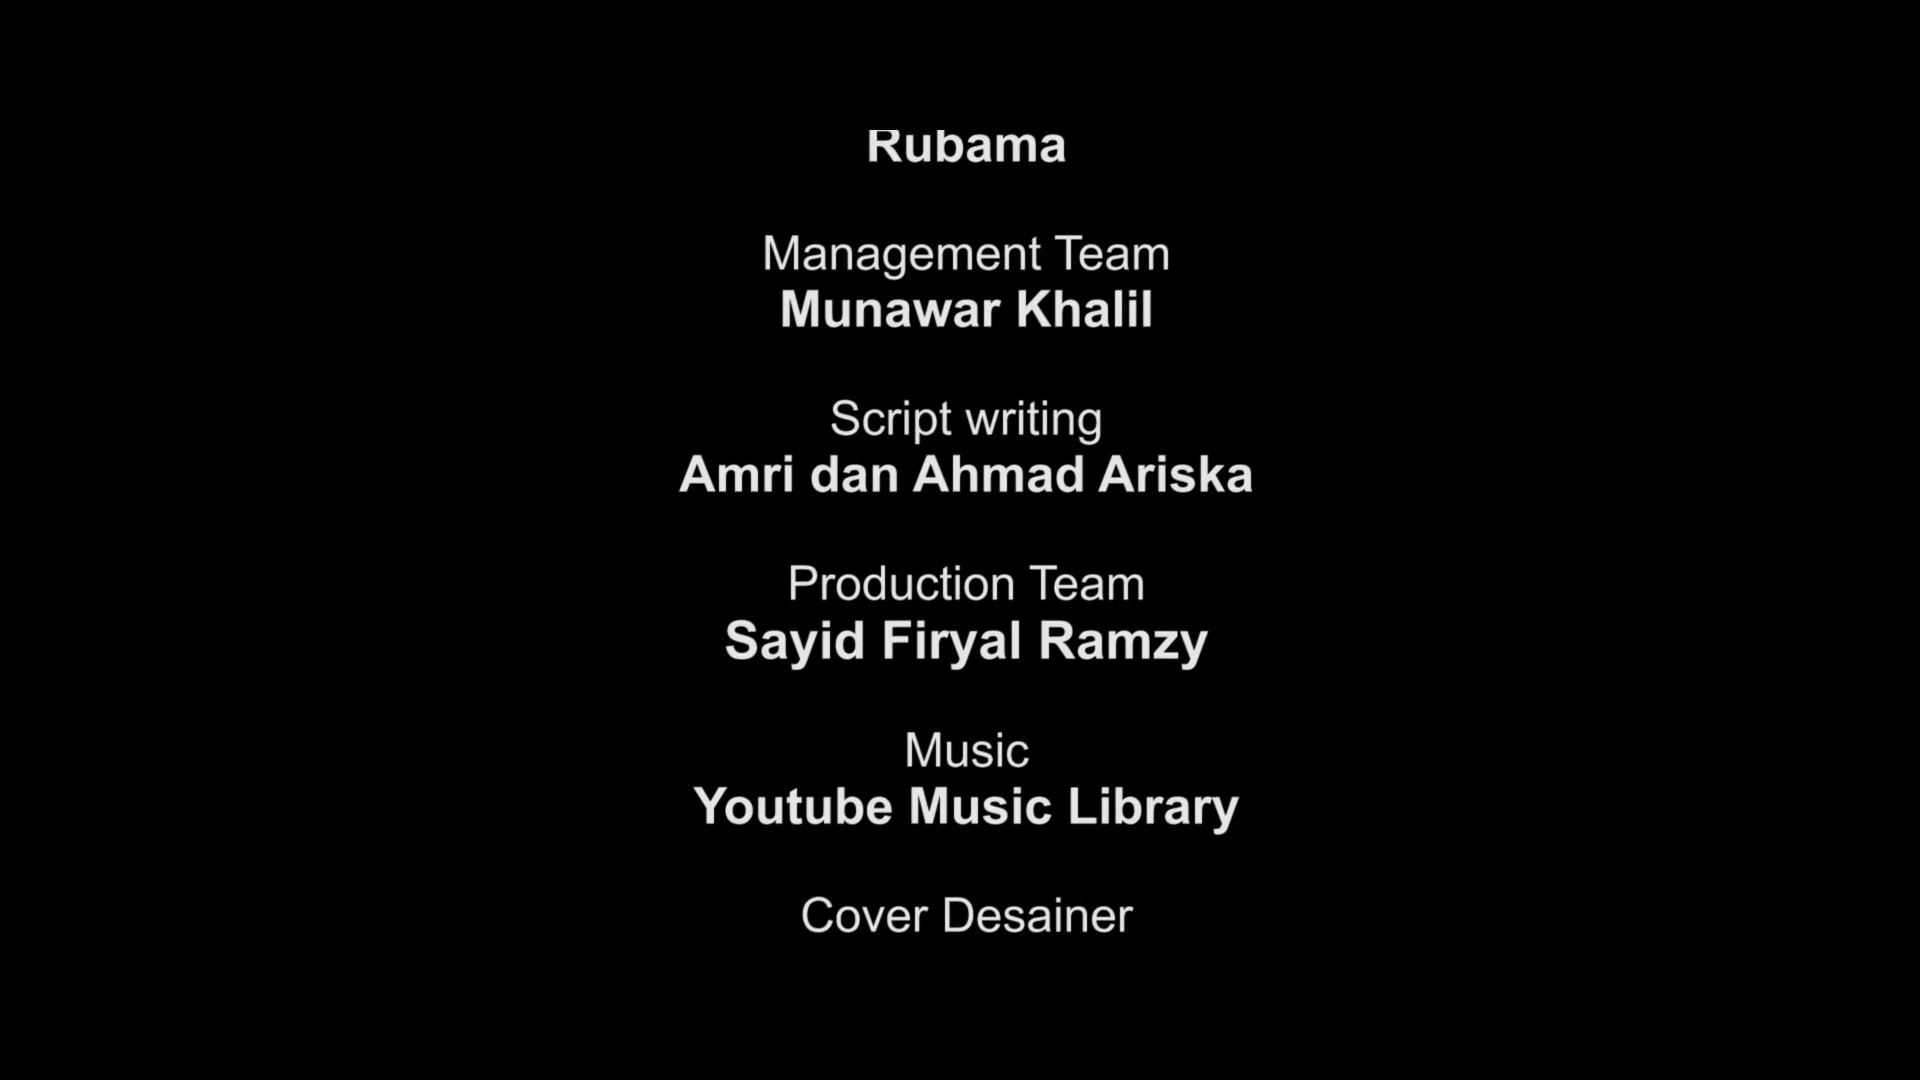 Rubama
Management Team
Munawar Khalil
Script writing
Amri dan Ahmad Ariska
Production Team
Sayid Firyal Ramzy
Music
Youtube Music Library
Cover Desainer